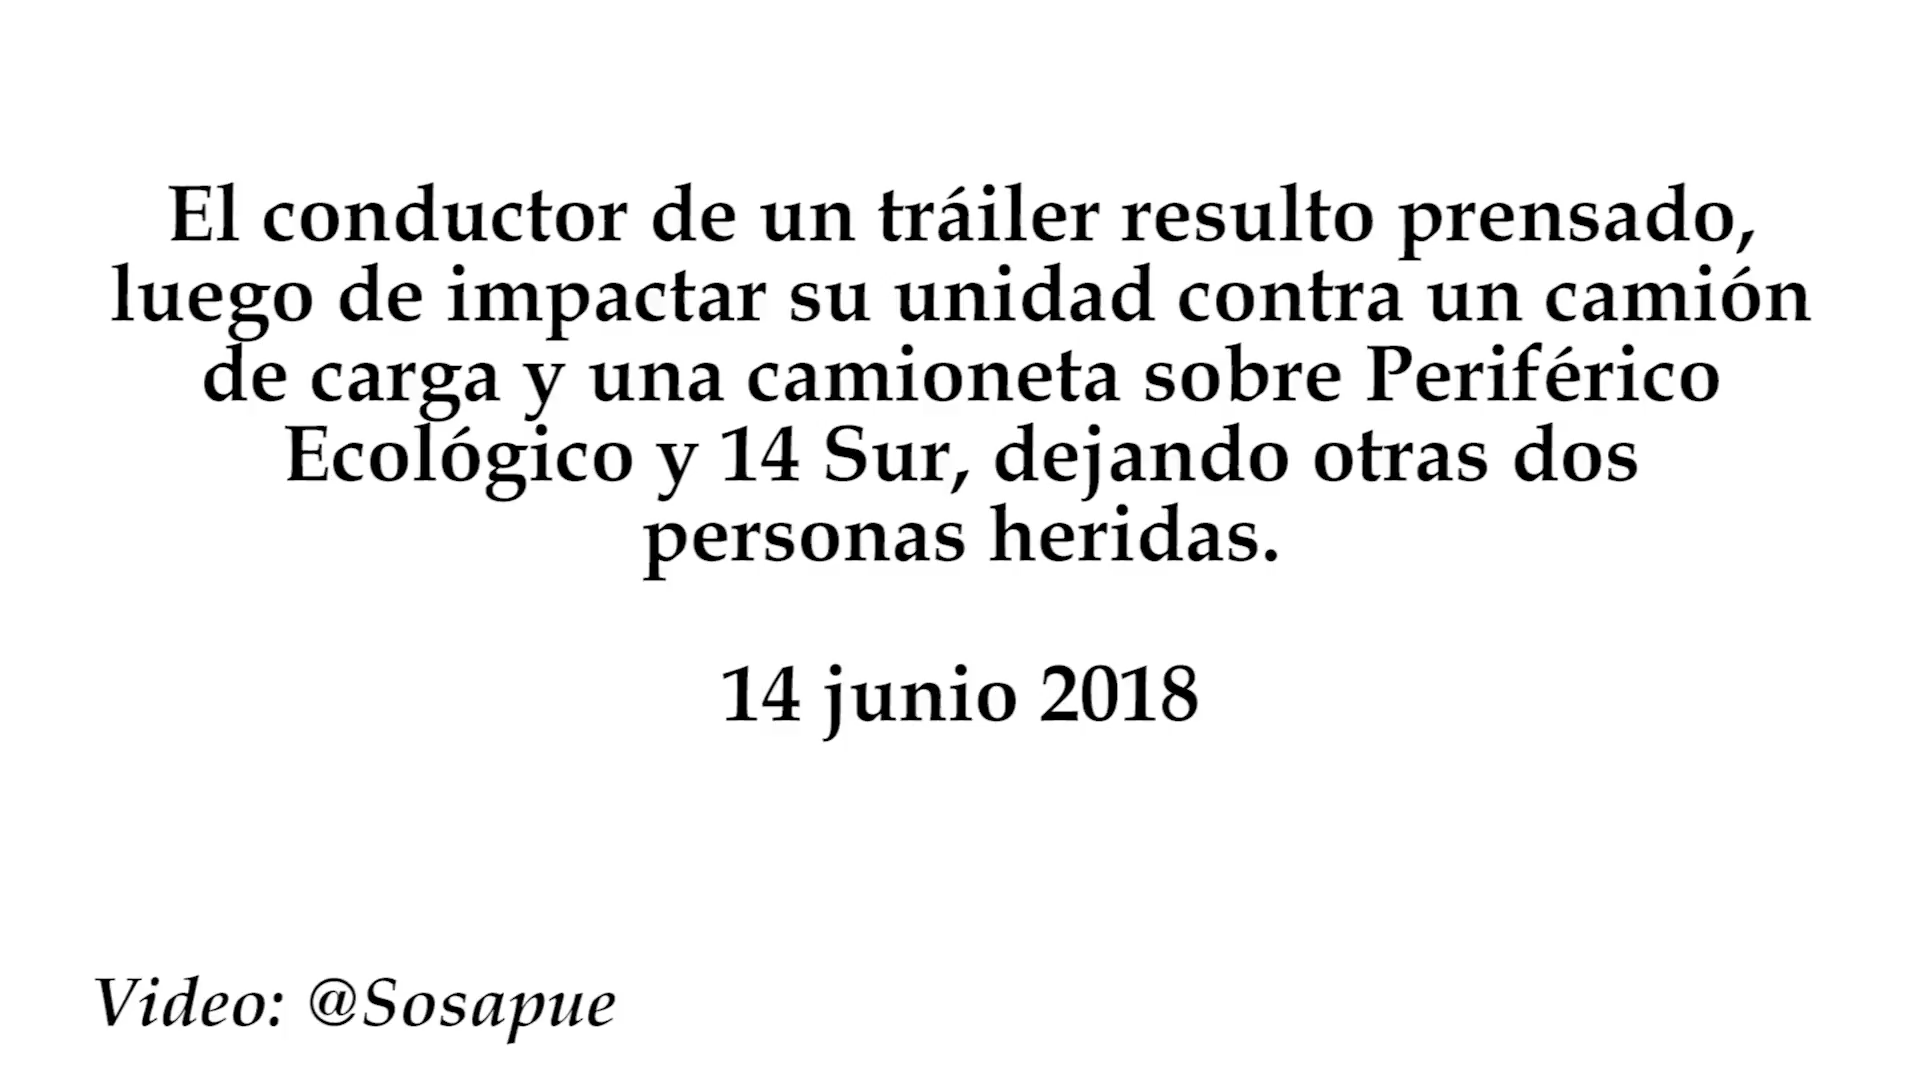 El conductor de un tráiler resulto prensado,
luego de impactar su unidad contra un camión
de carga y una camioneta sobre Periférico
Ecológico y 14 Sur, dejando otras dos
personas heridas.
14 junio 2018
Video: @Sosapue